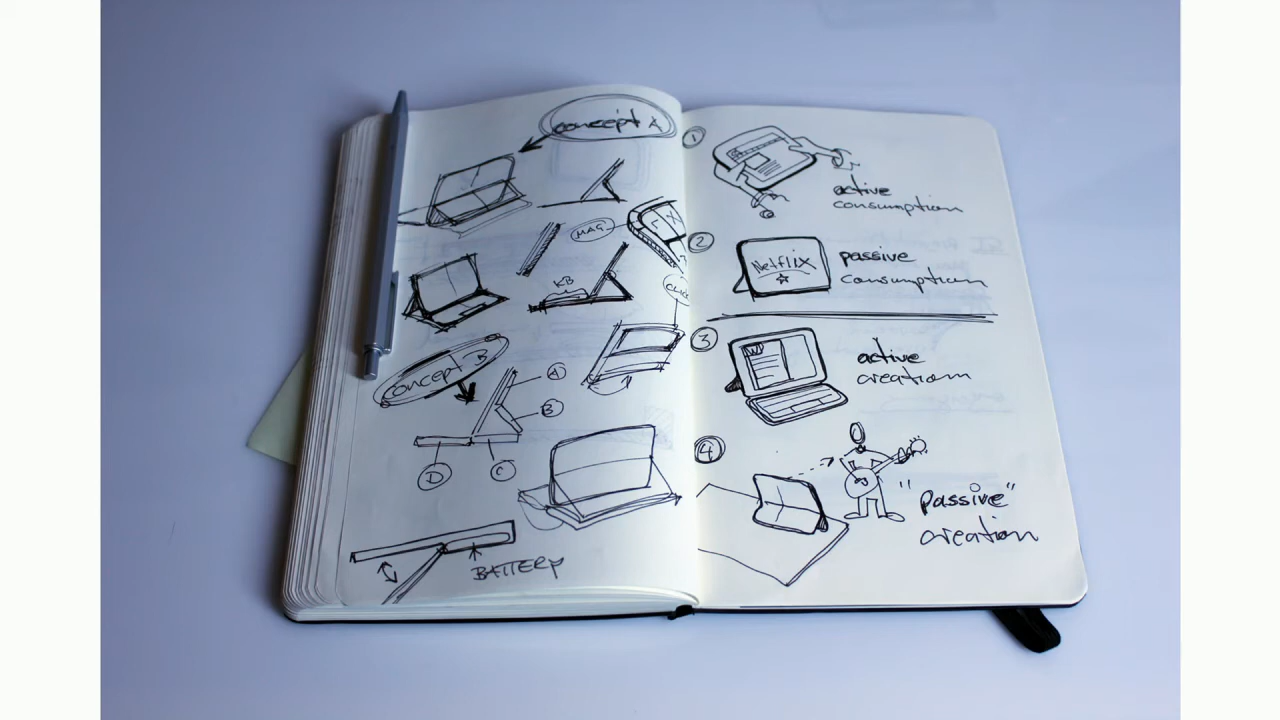 concept A
MAG.
KB
CLICK
concept B
A
B
D
C
BATTERY
1
active
consumption
2
Netflix
passive
consumption
3
W
active
creation
4
"passive"
creation